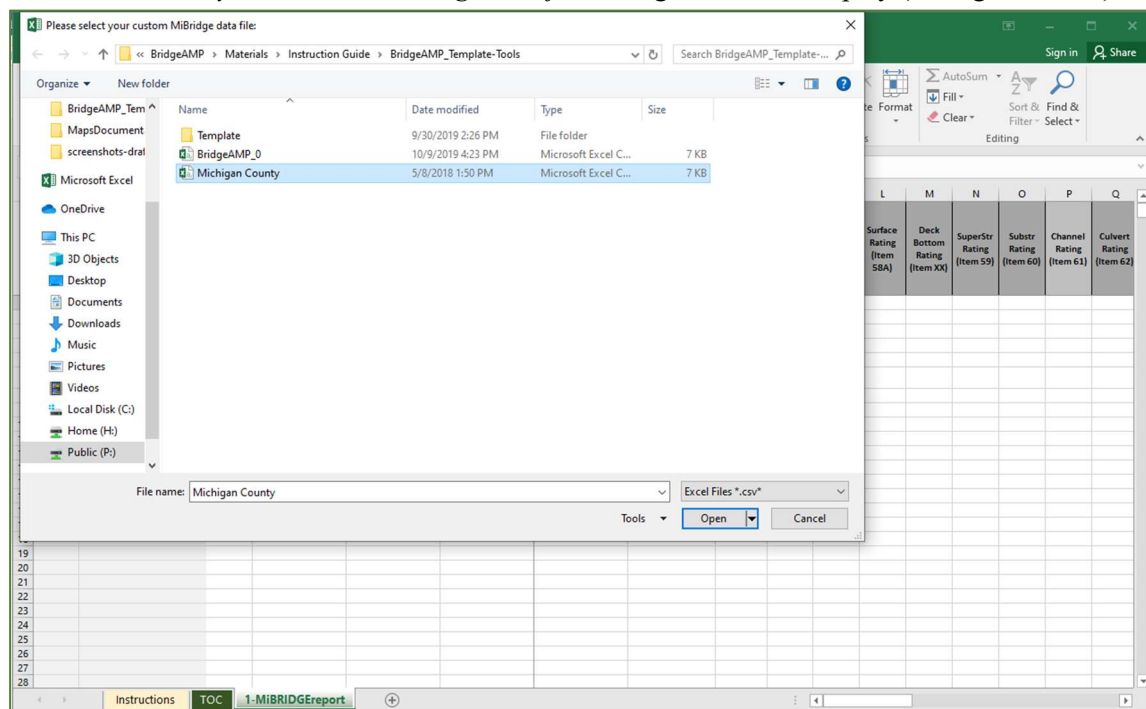 Please select your custom MiBridge data file:
« BridgeAMP > Materials > Instruction Guide > BridgeAMP_Template-Tools
Search BridgeAMP_Template-...
Sign in Share
Organize New folder
Name Date modified Type Size
BridgeAMP_Tem
MapsDocument
screenshots-draf
Microsoft Excel
OneDrive
This PC
3D Objects
Desktop
Documents
Downloads
Music
Pictures
Videos
Local Disk (C:)
Home (H:)
Public (P:)
Template 9/30/2019 2:26 PM File folder
BridgeAMP_0 10/9/2019 4:23 PM Microsoft Excel C... 7 KB
Michigan County 5/8/2018 1:50 PM Microsoft Excel C... 7 KB
File name: Michigan County Excel Files *.csv*
Tools Open Cancel
Format
AutoSum
Fill
Clear
Sort &
Filter
Find &
Select
Editing
L M N O P Q
Surface Rating (Item 58A)
Deck Bottom Rating (Item XX)
SuperStr Rating (Item 59)
Substr Rating (Item 60)
Channel Rating (Item 61)
Culvert Rating (Item 62)
19
20
21
22
23
24
25
26
27
28
Instructions TOC 1-MiBRIDGEreport